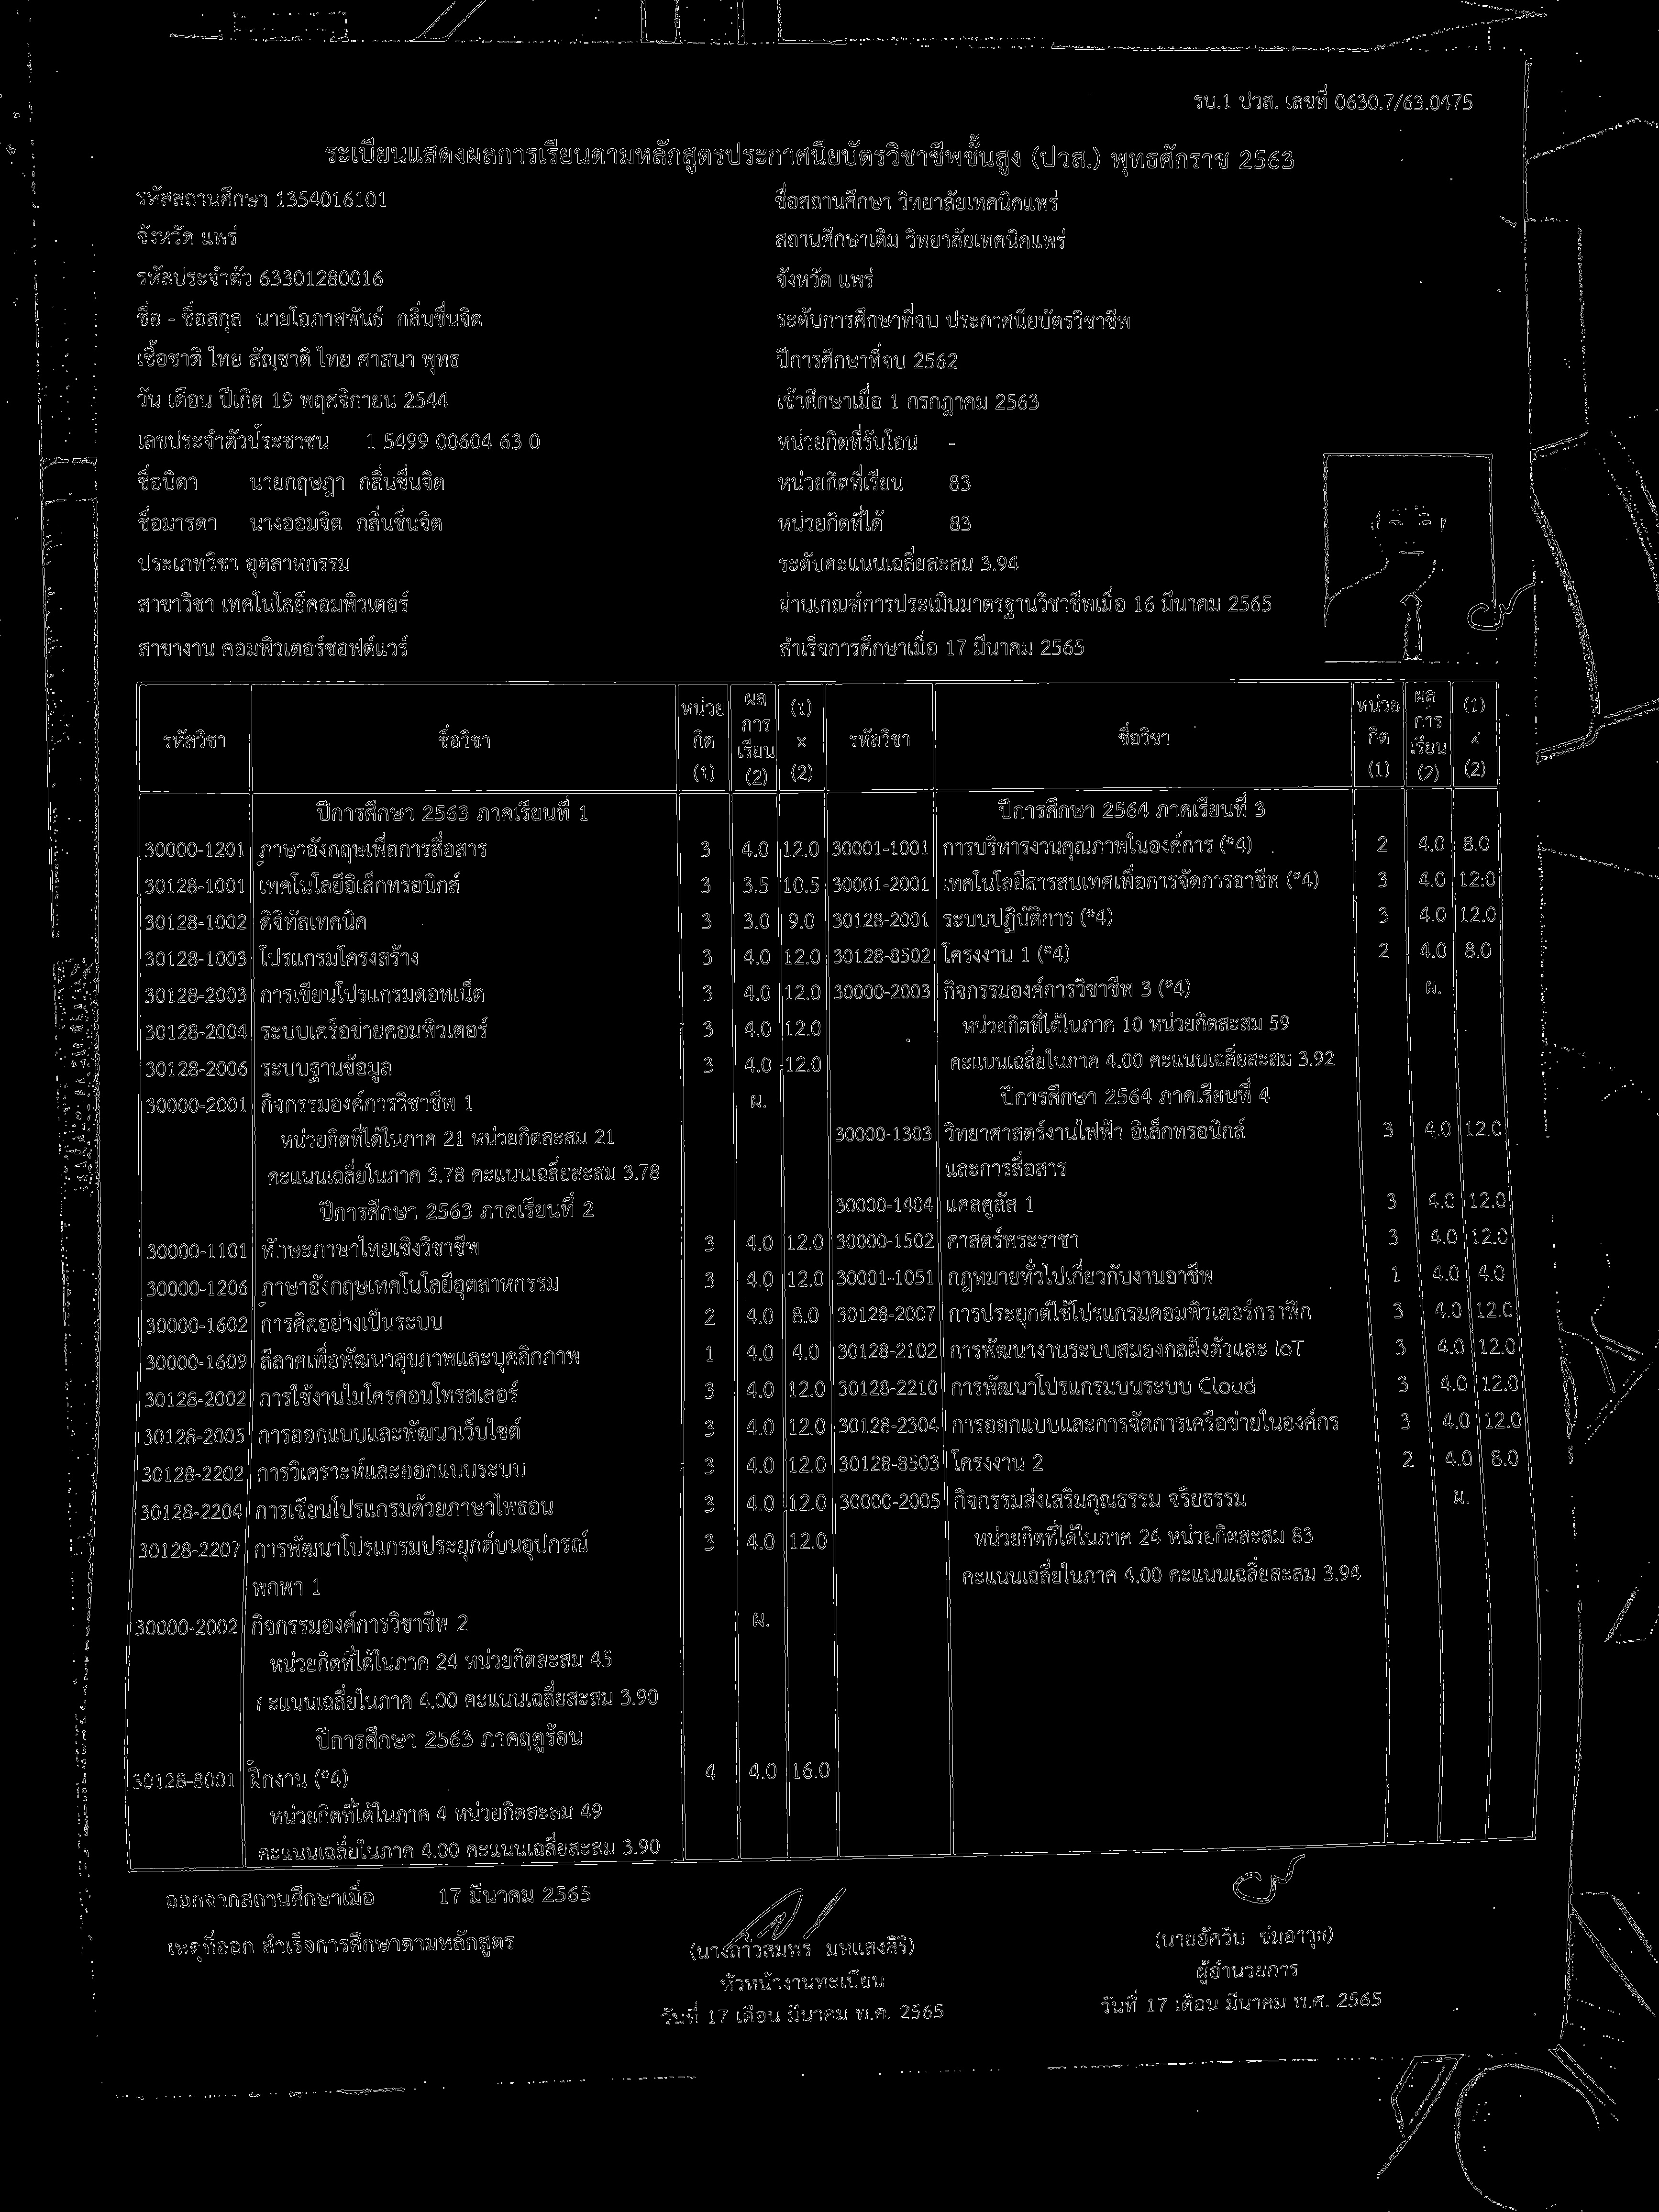 รบ.1 ปวส. เลขที่ 0630.7/63.0475
ระเบียนแสดงผลการเรียนตามหลักสูตรประกาศนียบัตรวิชาชีพชั้นสูง (ปวส.) พุทธศักราช 2563
รหัสสถานศึกษา 1354016101
ชื่อสถานศึกษา วิทยาลัยเทคนิคแพร่
จังหวัด แพร่
สถานศึกษาเดิม วิทยาลัยเทคนิคแพร่
รหัสประจำตัว 63301280016
จังหวัด แพร่
ชื่อ - ชื่อสกุล นายโอภาสพันธ์ กลิ่นชื่นจิต
ระดับการศึกษาที่จบ ประกาศนียบัตรวิชาชีพ
เชื้อชาติ ไทย สัญชาติ ไทย ศาสนา พุทธ
ปีการศึกษาที่จบ 2562
วัน เดือน ปีเกิด 19 พฤศจิกายน 2544
เข้าศึกษาเมื่อ 1 กรกฎาคม 2563
เลขประจำตัวประชาชน 1 5499 00604 63 0
หน่วยกิตที่รับโอน -
ชื่อบิดา นายกฤษฎา กลิ่นชื่นจิต
หน่วยกิตที่เรียน 83
ชื่อมารดา นางออมจิต กลิ่นชื่นจิต
หน่วยกิตที่ได้ 83
ประเภทวิชา อุตสาหกรรม
ระดับคะแนนเฉลี่ยสะสม 3.94
สาขาวิชา เทคโนโลยีคอมพิวเตอร์
ผ่านเกณฑ์การประเมินมาตรฐานวิชาชีพเมื่อ 16 มีนาคม 2565
สาขางาน คอมพิวเตอร์ซอฟต์แวร์
สำเร็จการศึกษาเมื่อ 17 มีนาคม 2565
รหัสวิชา ชื่อวิชา หน่วยกิต (1) ผลการเรียน (2) (1) x (2)
ปีการศึกษา 2563 ภาคเรียนที่ 1
30000-1201 ภาษาอังกฤษเพื่อการสื่อสาร 3 4.0 12.0
30128-1001 เทคโนโลยีอิเล็กทรอนิกส์ 3 3.5 10.5
30128-1002 ดิจิทัลเทคนิค 3 3.0 9.0
30128-1003 โปรแกรมโครงสร้าง 3 4.0 12.0
30128-2003 การเขียนโปรแกรมดอทเน็ต 3 4.0 12.0
30128-2004 ระบบเครือข่ายคอมพิวเตอร์ 3 4.0 12.0
30128-2006 ระบบฐานข้อมูล 3 4.0 12.0
30000-2001 กิจกรรมองค์การวิชาชีพ 1 ผ.
หน่วยกิตที่ได้ในภาค 21 หน่วยกิตสะสม 21
คะแนนเฉลี่ยในภาค 3.78 คะแนนเฉลี่ยสะสม 3.78
ปีการศึกษา 2563 ภาคเรียนที่ 2
30000-1101 ทักษะภาษาไทยเชิงวิชาชีพ 3 4.0 12.0
30000-1206 ภาษาอังกฤษเทคโนโลยีอุตสาหกรรม 3 4.0 12.0
30000-1602 การคิดอย่างเป็นระบบ 2 4.0 8.0
30000-1609 ลีลาศเพื่อพัฒนาสุขภาพและบุคลิกภาพ 1 4.0 4.0
30128-2002 การใช้งานไมโครคอนโทรลเลอร์ 3 4.0 12.0
30128-2005 การออกแบบและพัฒนาเว็บไซต์ 3 4.0 12.0
30128-2202 การวิเคราะห์และออกแบบระบบ 3 4.0 12.0
30128-2204 การเขียนโปรแกรมด้วยภาษาไพธอน 3 4.0 12.0
30128-2207 การพัฒนาโปรแกรมประยุกต์บนอุปกรณ์ 3 4.0 12.0
พกพา 1
30000-2002 กิจกรรมองค์การวิชาชีพ 2 ผ.
หน่วยกิตที่ได้ในภาค 24 หน่วยกิตสะสม 45
คะแนนเฉลี่ยในภาค 4.00 คะแนนเฉลี่ยสะสม 3.90
ปีการศึกษา 2563 ภาคฤดูร้อน
30128-8001 ฝึกงาน (*4) 4 4.0 16.0
หน่วยกิตที่ได้ในภาค 4 หน่วยกิตสะสม 49
คะแนนเฉลี่ยในภาค 4.00 คะแนนเฉลี่ยสะสม 3.90
รหัสวิชา ชื่อวิชา หน่วยกิต (1) ผลการเรียน (2) (1) x (2)
ปีการศึกษา 2564 ภาคเรียนที่ 3
30001-1001 การบริหารงานคุณภาพในองค์การ (*4) 2 4.0 8.0
30001-2001 เทคโนโลยีสารสนเทศเพื่อการจัดการอาชีพ (*4) 3 4.0 12.0
30128-2001 ระบบปฏิบัติการ (*4) 3 4.0 12.0
30128-8502 โครงงาน 1 (*4) 2 4.0 8.0
30000-2003 กิจกรรมองค์การวิชาชีพ 3 (*4) ผ.
หน่วยกิตที่ได้ในภาค 10 หน่วยกิตสะสม 59
คะแนนเฉลี่ยในภาค 4.00 คะแนนเฉลี่ยสะสม 3.92
ปีการศึกษา 2564 ภาคเรียนที่ 4
30000-1303 วิทยาศาสตร์งานไฟฟ้า อิเล็กทรอนิกส์ 3 4.0 12.0
และการสื่อสาร
30000-1404 แคลคูลัส 1 3 4.0 12.0
30000-1502 ศาสตร์พระราชา 3 4.0 12.0
30001-1051 กฎหมายทั่วไปเกี่ยวกับงานอาชีพ 1 4.0 4.0
30128-2007 การประยุกต์ใช้โปรแกรมคอมพิวเตอร์กราฟิก 3 4.0 12.0
30128-2102 การพัฒนางานระบบสมองกลฝังตัวและ IoT 3 4.0 12.0
30128-2210 การพัฒนาโปรแกรมบนระบบ Cloud 3 4.0 12.0
30128-2304 การออกแบบและการจัดการเครือข่ายในองค์กร 3 4.0 12.0
30128-8503 โครงงาน 2 2 4.0 8.0
30000-2005 กิจกรรมส่งเสริมคุณธรรม จริยธรรม ผ.
หน่วยกิตที่ได้ในภาค 24 หน่วยกิตสะสม 83
คะแนนเฉลี่ยในภาค 4.00 คะแนนเฉลี่ยสะสม 3.94
ออกจากสถานศึกษาเมื่อ 17 มีนาคม 2565
เหตุที่ออก สำเร็จการศึกษาตามหลักสูตร
(นางถาวสมพร มหแสงสิริ)
หัวหน้างานทะเบียน
วันที่ 17 เดือน มีนาคม พ.ศ. 2565
(นายอัศวิน ข่มอาวุธ)
ผู้อำนวยการ
วันที่ 17 เดือน มีนาคม พ.ศ. 2565